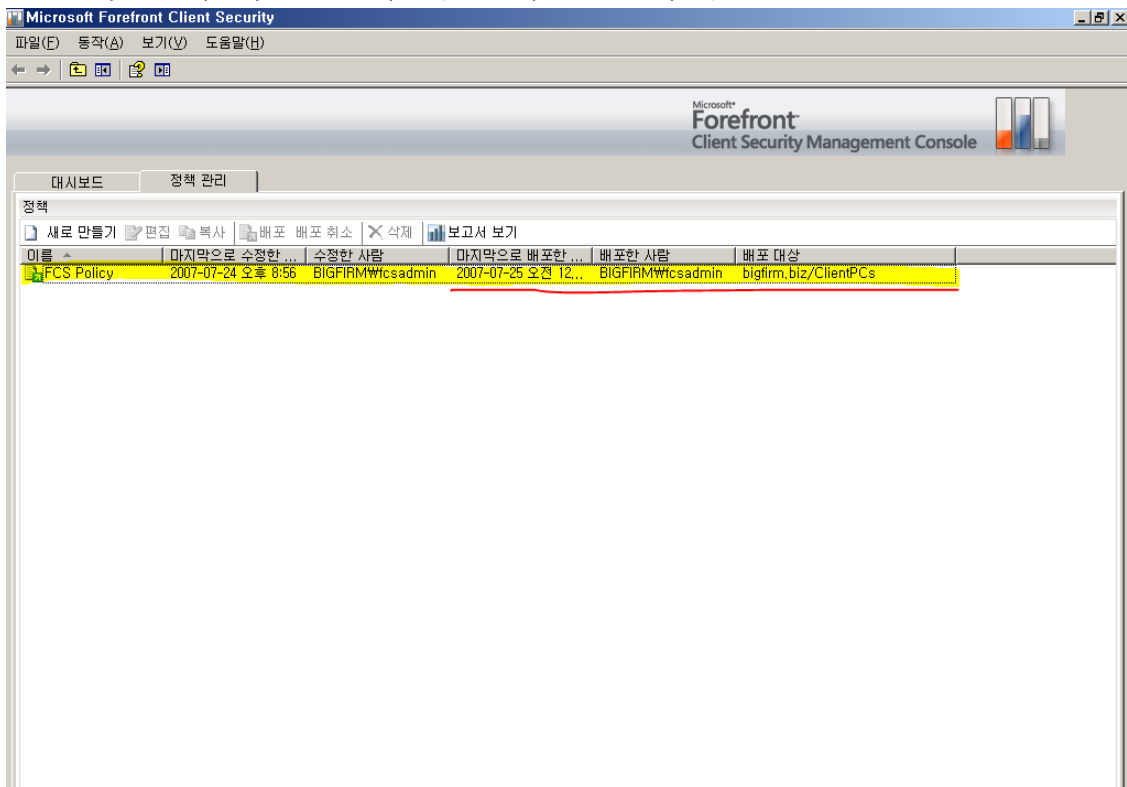 Microsoft Forefront Client Security
파일(F) 동작(A) 보기(V) 도움말(H)
Microsoft
Forefront
Client Security Management Console
대시보드 정책 관리
정책
새로 만들기 편집 복사 배포 배포 취소 삭제 보고서 보기
이름 마지막으로 수정한 ... 수정한 사람 마지막으로 배포한 ... 배포한 사람 배포 대상
FCS Policy 2007-07-24 오후 8:56 BIGFIRM₩fcsadmin 2007-07-25 오전 12,,, BIGFIRM₩fcsadmin bigfirm,biz/ClientPCs